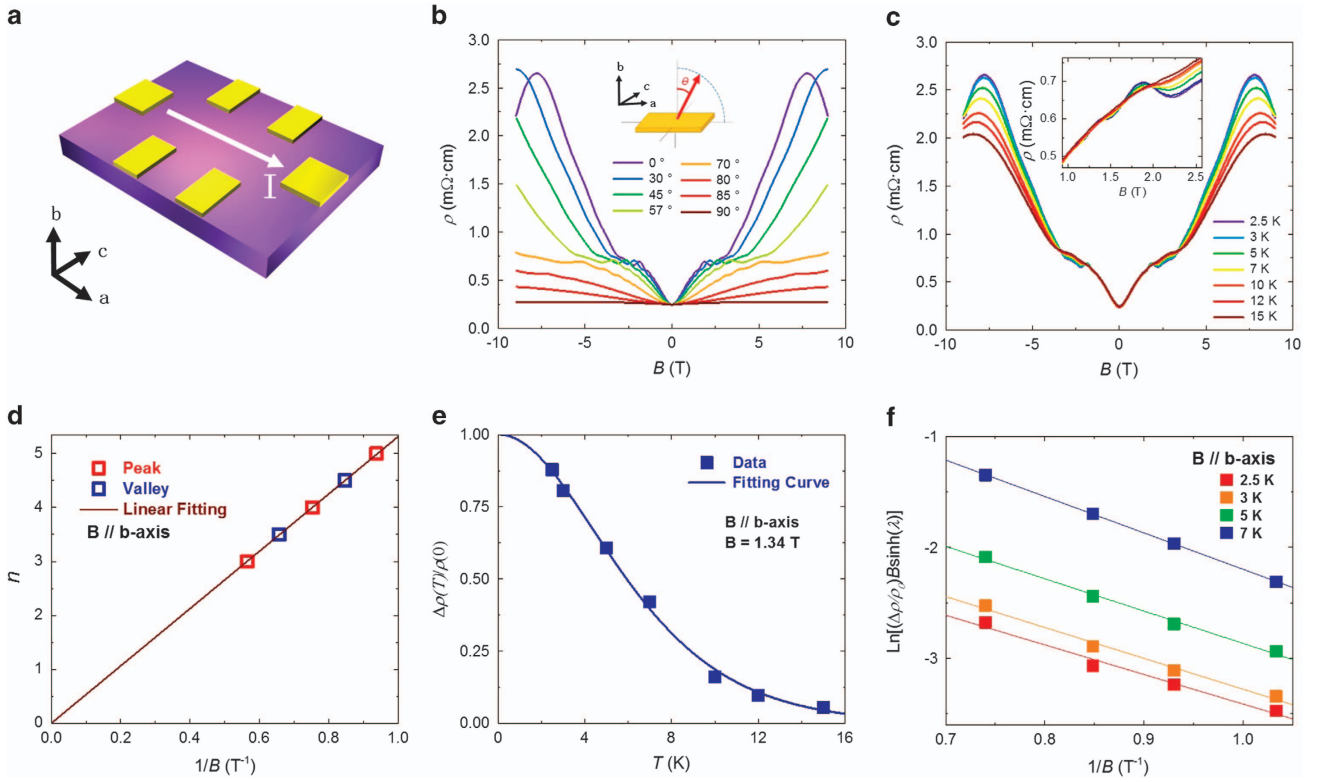 a
b
c
a
I
b
3.0
2.5
2.0
1.5
1.0
0.5
0.0
ρ (mΩ·cm)
-10
-5
0
5
10
B (T)
b
c
a
θ
0 °
30 °
45 °
57 °
70 °
80 °
85 °
90 °
c
3.0
2.5
2.0
1.5
1.0
0.5
0.0
ρ (mΩ·cm)
-10
-5
0
5
10
B (T)
0.7
0.6
0.5
ρ (mΩ·cm)
1.0
1.5
2.0
2.5
B (T)
2.5 K
3 K
5 K
7 K
10 K
12 K
15 K
d
5
4
3
2
1
0
n
0.0
0.2
0.4
0.6
0.8
1.0
1/B (T⁻¹)
Peak
Valley
Linear Fitting
B // b-axis
e
1.00
0.75
0.50
0.25
0.00
Δρ(T)/ρ(0)
0
4
8
12
16
T (K)
Data
Fitting Curve
B // b-axis
B = 1.34 T
f
-1
-2
-3
Ln[(Δρ/ρ₀)Bsinh(λ)]
0.7
0.8
0.9
1.0
1/B (T⁻¹)
B // b-axis
2.5 K
3 K
5 K
7 K